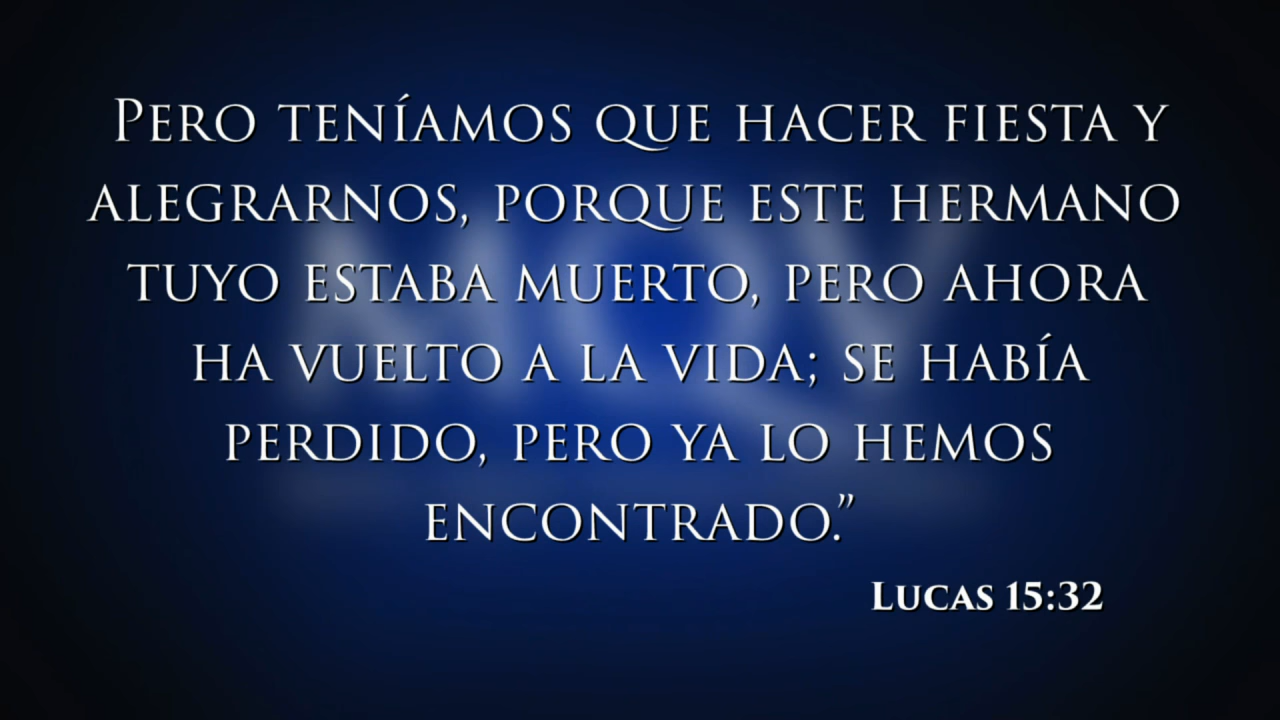 Pero teníamos que hacer fiesta y
alegrarnos, porque este hermano
tuyo estaba muerto, pero ahora
ha vuelto a la vida; se había
perdido, pero ya lo hemos
encontrado.”
Lucas 15:32